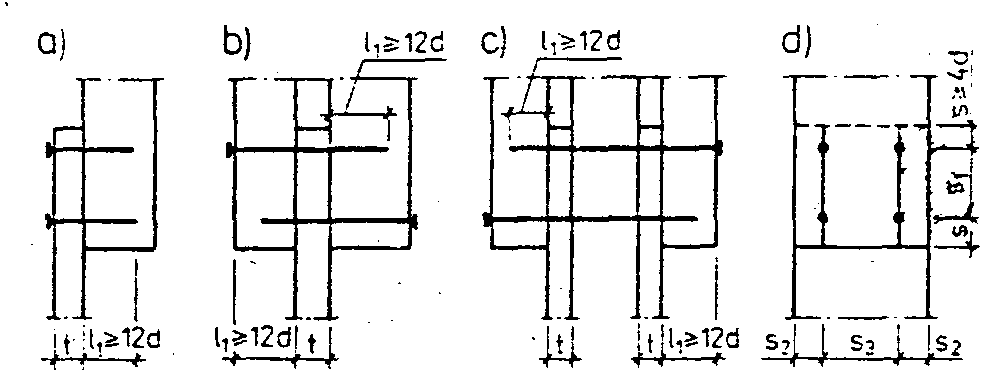 a) b) c) d)
l₁≥12d l₁≥12d
s≥4d
s₁
s
t l₁≥12d l₁≥12d t t t l₁≥12d s₂ s₃ s₂